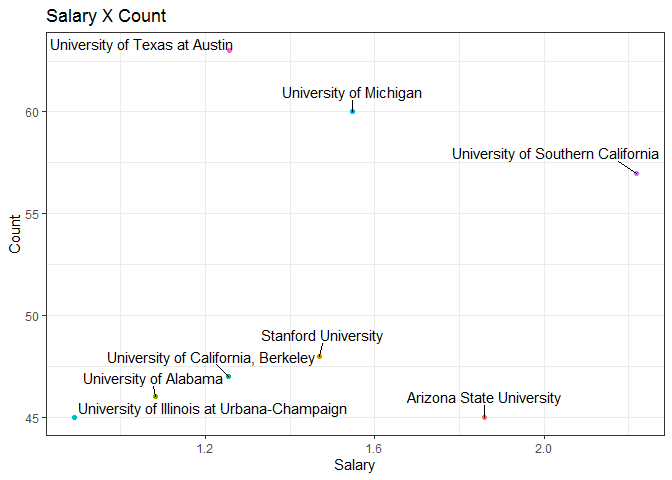 Salary X Count
University of Texas at Austin
60
University of Michigan
University of Southern California
55
Count
50
Stanford University
University of California, Berkeley
University of Alabama
Arizona State University
University of Illinois at Urbana-Champaign
45
1.2
1.6
2.0
Salary